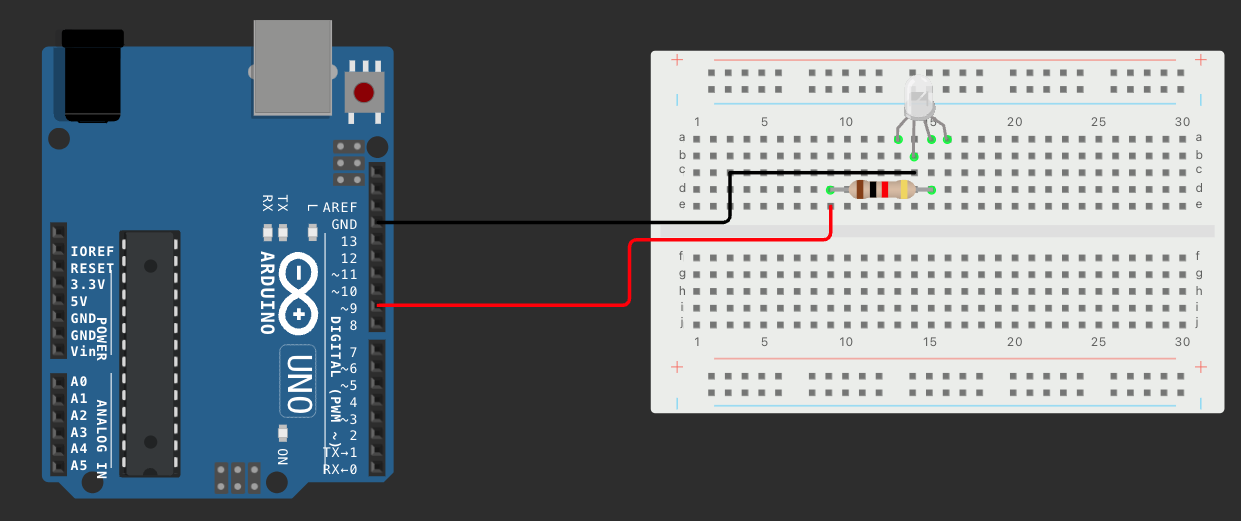 RX
TX
L
AREF
GND
13
12
~11
~10
~9
8
7
~6
~5
4
~3
2
TX→1
RX←0
DIGITAL (PWM ~)
ARDUINO
UNO
ON
IOREF
RESET
3.3V
5V
GND
GND
Vin
POWER
A0
A1
A2
A3
A4
A5
ANALOG IN
+ +
| |
1 5 10 15 20 25 30
a a
b b
c c
d d
e e
f f
g g
h h
i i
j j
1 5 10 15 20 25 30
+ +
| |